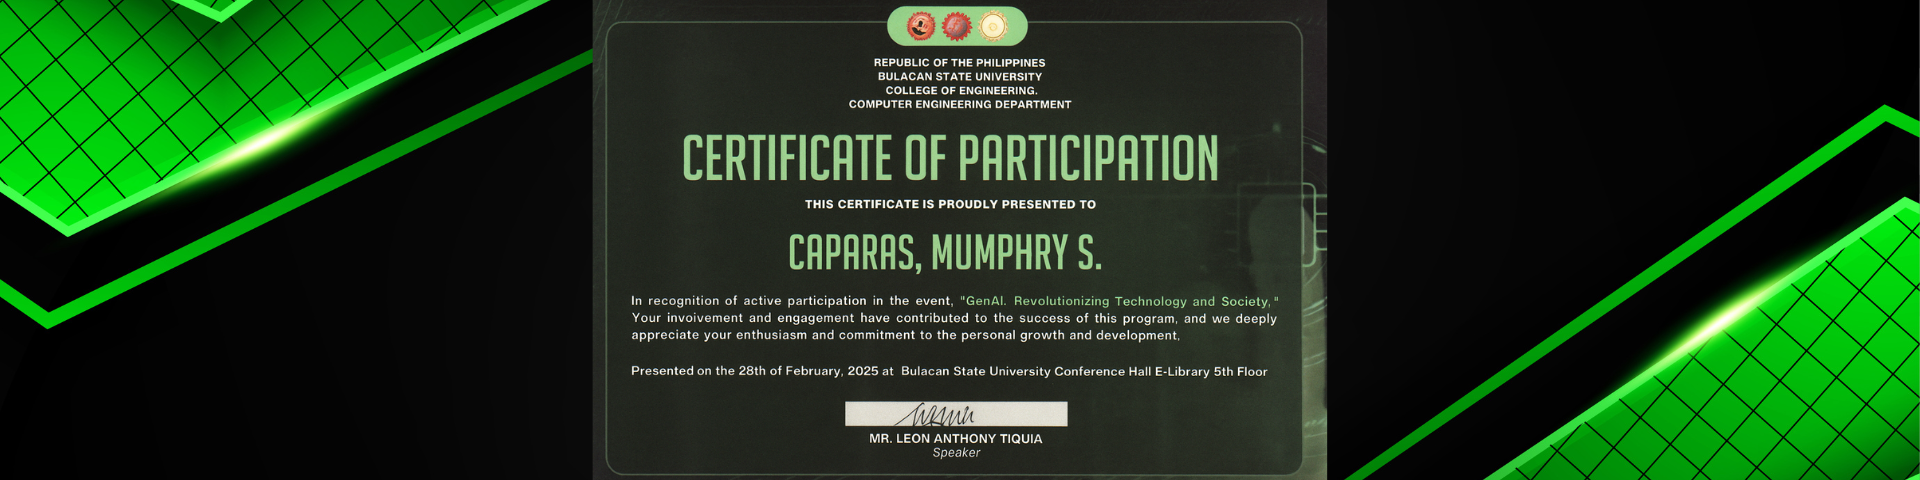 REPUBLIC OF THE PHILIPPINES
BULACAN STATE UNIVERSITY
COLLEGE OF ENGINEERING.
COMPUTER ENGINEERING DEPARTMENT
CERTIFICATE OF PARTICIPATION
THIS CERTIFICATE IS PROUDLY PRESENTED TO
CAPARAS, MUMPHRY S.
In recognition of active participation in the event, "GenAI. Revolutionizing Technology and Society,"
Your invoivement and engagement have contributed to the success of this program, and we deeply
appreciate your enthusiasm and commitment to the personal growth and development,
Presented on the 28th of February, 2025 at Bulacan State University Conference Hall E-Library 5th Floor
MR. LEON ANTHONY TIQUIA
Speaker